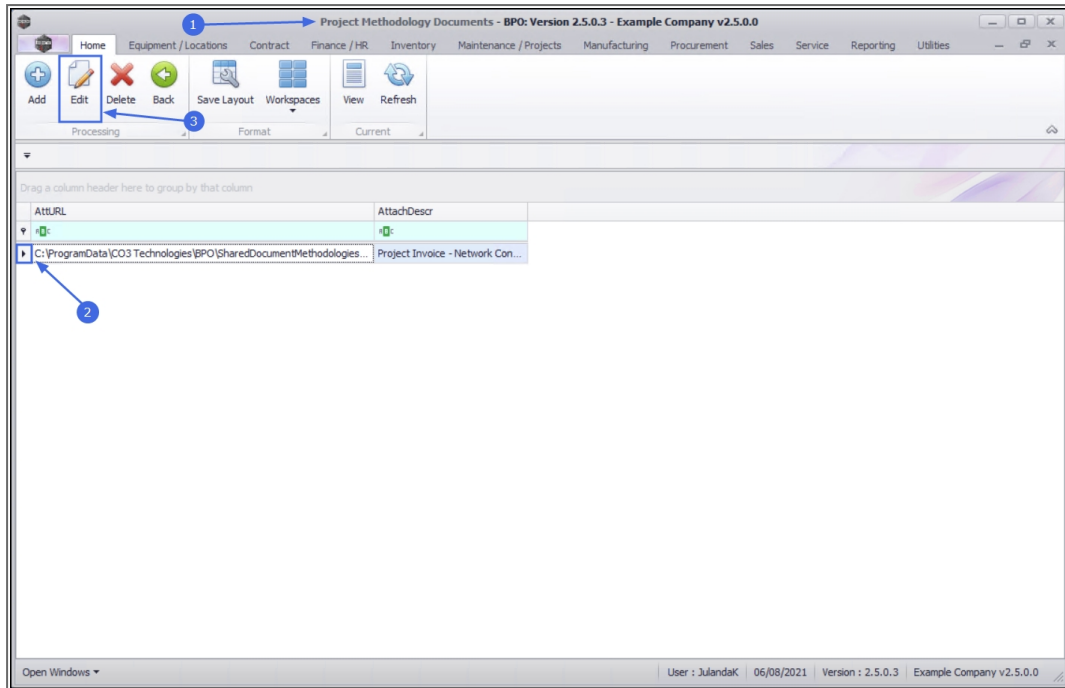 1
Project Methodology Documents - BPO: Version 2.5.0.3 - Example Company v2.5.0.0
Home Equipment / Locations Contract Finance / HR Inventory Maintenance / Projects Manufacturing Procurement Sales Service Reporting Utilities
Add Edit Delete Back Save Layout Workspaces View Refresh
3
Processing Format Current
Drag a column header here to group by that column
AttURL AttachDescr
C:\ProgramData\CO3 Technologies\BPO\SharedDocumentMethodologies... Project Invoice - Network Con...
2
Open Windows User : JulandaK 06/08/2021 Version : 2.5.0.3 Example Company v2.5.0.0